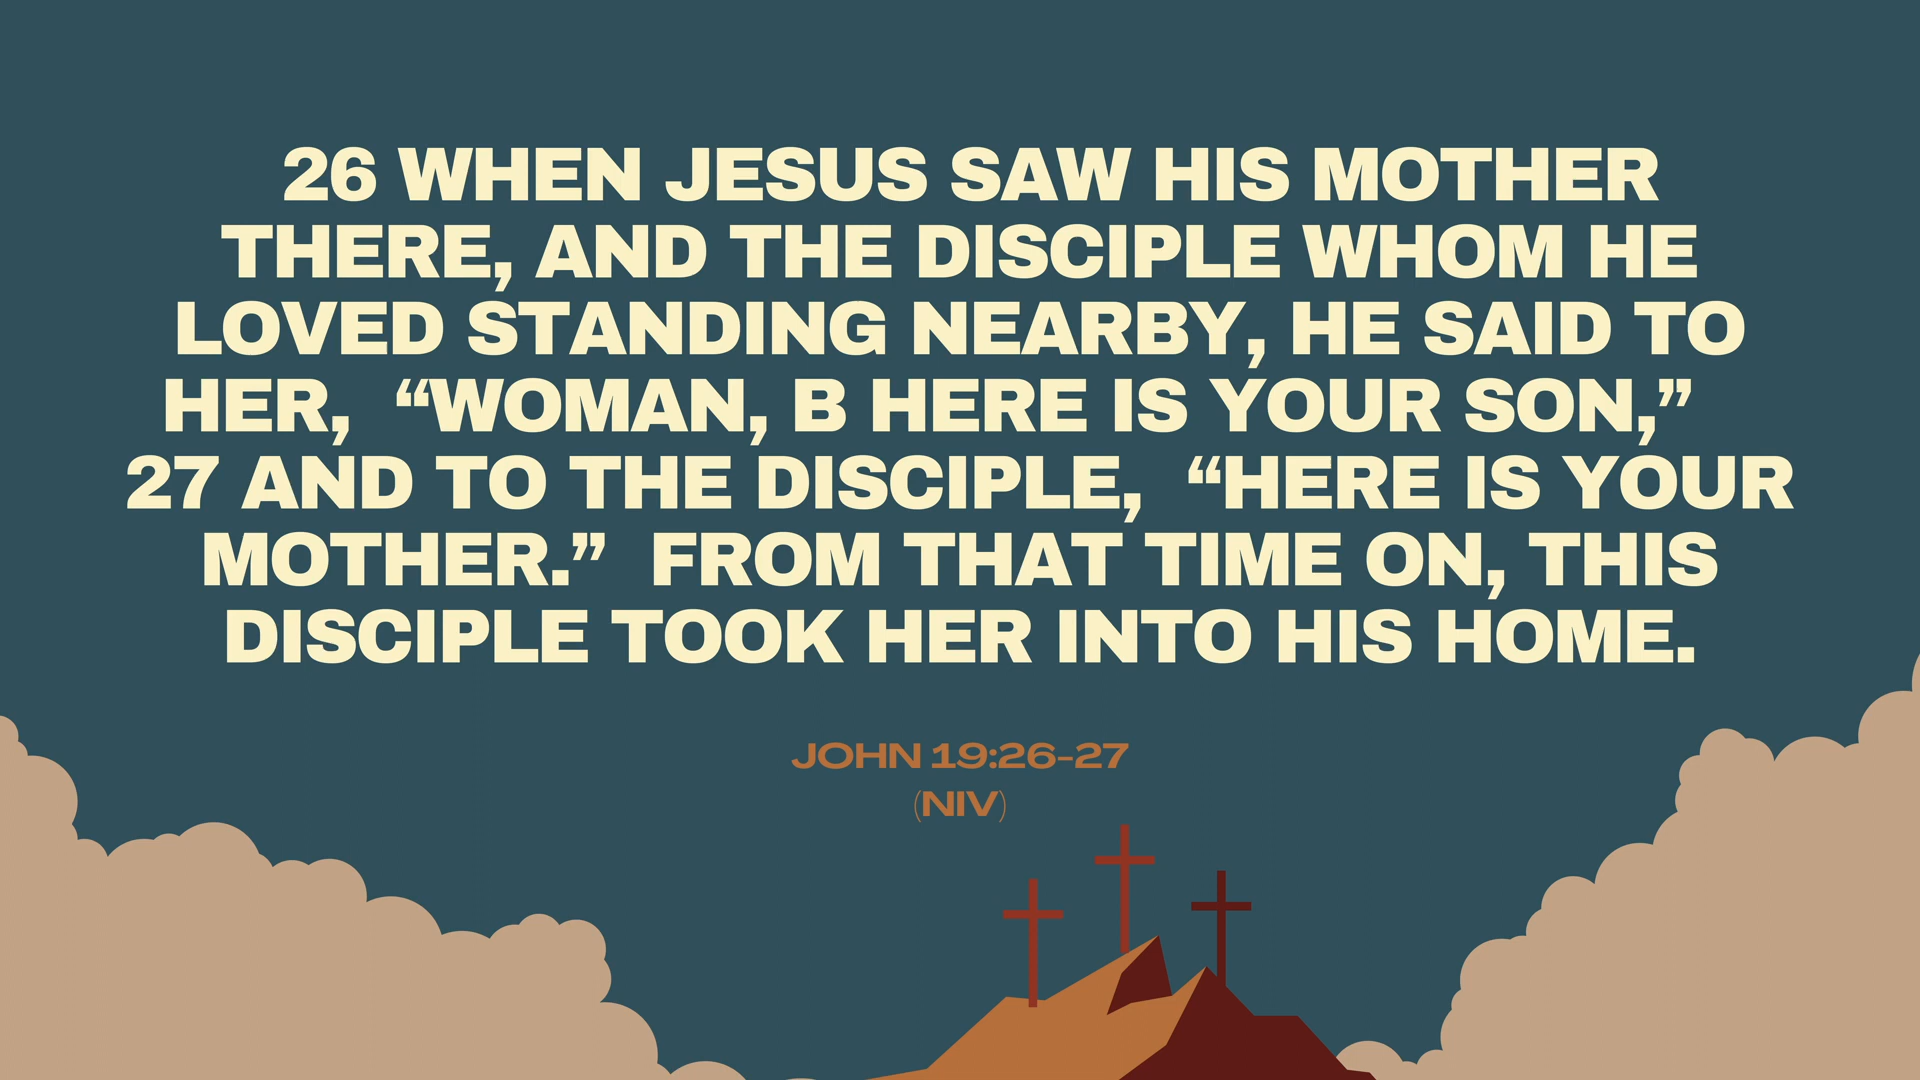 26 WHEN JESUS SAW HIS MOTHER
THERE, AND THE DISCIPLE WHOM HE
LOVED STANDING NEARBY, HE SAID TO
HER,  “WOMAN, B HERE IS YOUR SON,”
27 AND TO THE DISCIPLE,  “HERE IS YOUR
MOTHER.”  FROM THAT TIME ON, THIS
DISCIPLE TOOK HER INTO HIS HOME.
JOHN 19:26-27
(NIV)